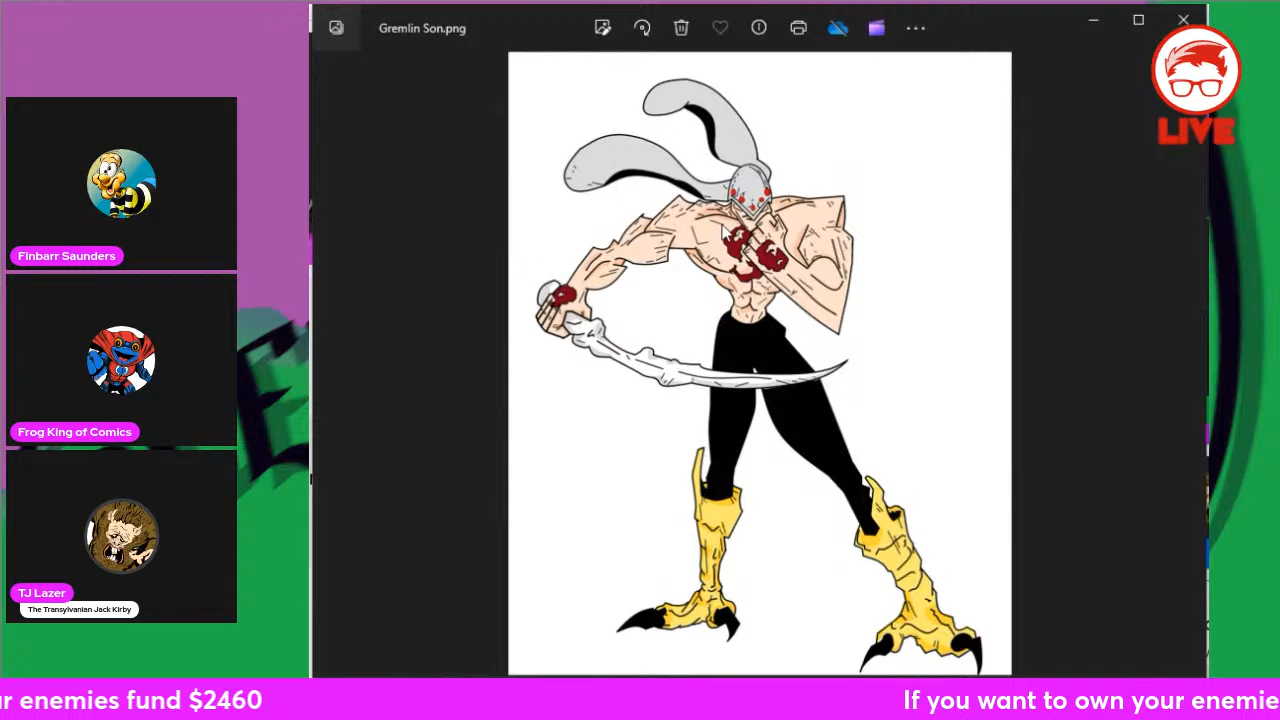 Gremlin Son.png
LIVE
Finbarr Saunders
Frog King of Comics
TJ Lazer
The Transylvanian Jack Kirby
ur enemies fund $2460
If you want to own your enemie